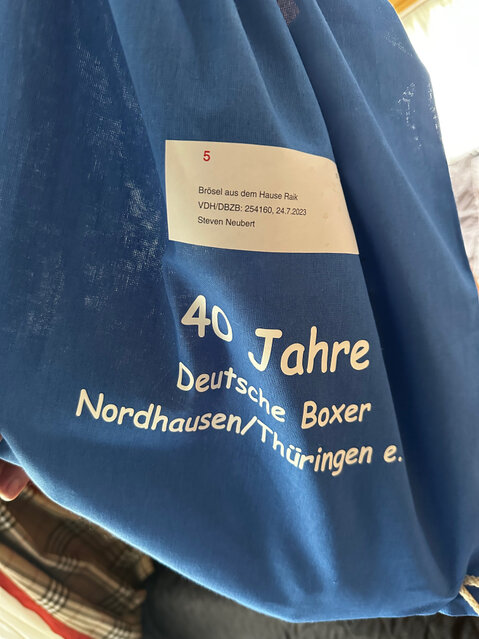 5
Brösel aus dem Hause Raik
VDH/DBZB: 254160, 24.7.2023
Steven Neubert
40 Jahre
Deutsche Boxer
Nordhausen/Thüringen e.